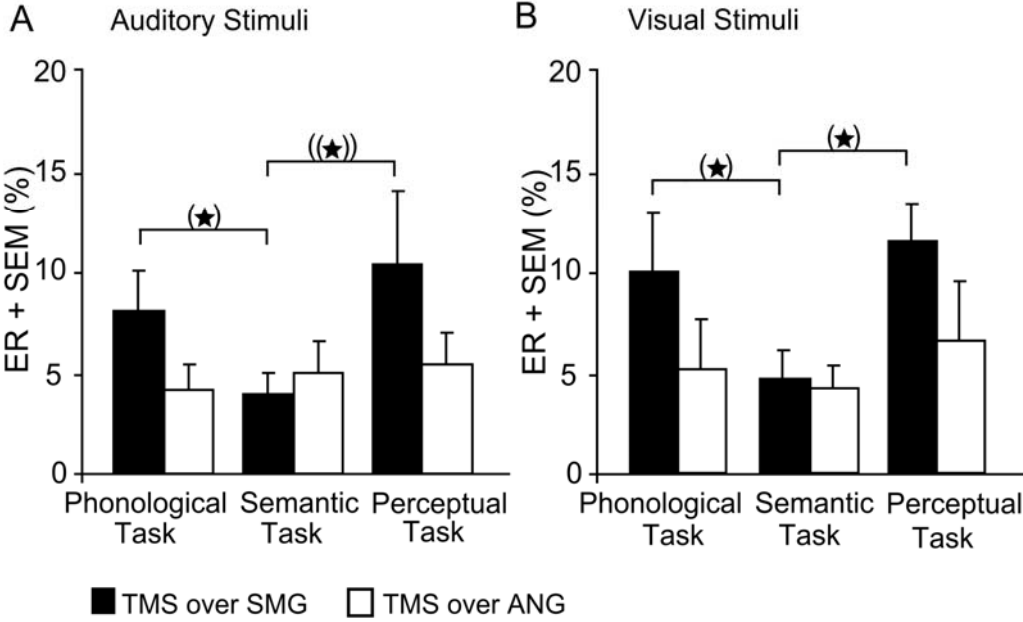 A Auditory Stimuli
20
15
10
5
0
ER + SEM (%)
((★))
(★)
Phonological Task
Semantic Task
Perceptual Task
B Visual Stimuli
20
15
10
5
0
ER + SEM (%)
(★)
(★)
Phonological Task
Semantic Task
Perceptual Task
TMS over SMG
TMS over ANG